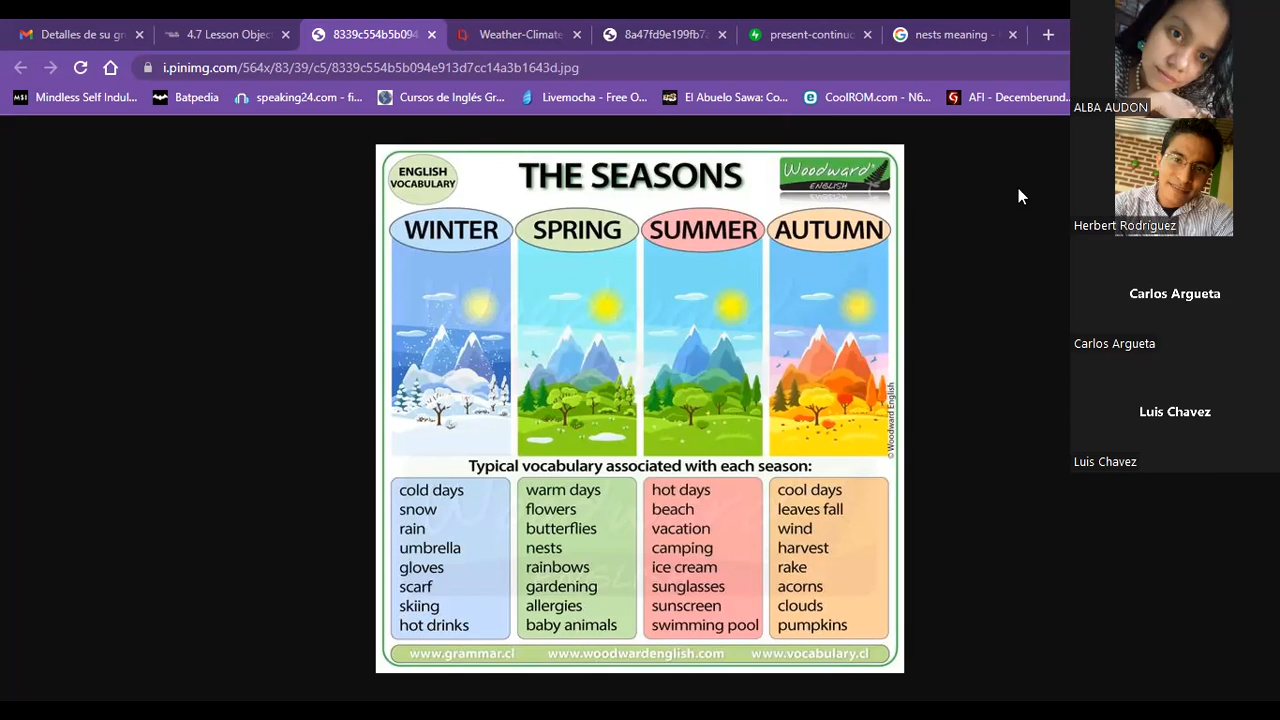 Detalles de su gn
4.7 Lesson Objec
8339c554b5b094
Weather-Climate
8a47fd9e199fb7
present-continuo
nests meaning -
i.pinimg.com/564x/83/39/c5/8339c554b5b094e913d7cc14a3b1643d.jpg
Mindless Self Indul...
Batpedia
speaking24.com - fi...
Cursos de Inglés Gr...
Livemocha - Free O...
El Abuelo Sawa: Co...
CoolROM.com - N6...
AFI - Decemberund...
ALBA AUDON
Herbert Rodríguez
Carlos Argueta
Carlos Argueta
Luis Chavez
Luis Chavez
ENGLISH
VOCABULARY
THE SEASONS
Woodward
ENGLISH
WINTER
SPRING
SUMMER
AUTUMN
© Woodward English
Typical vocabulary associated with each season:
cold days
snow
rain
umbrella
gloves
scarf
skiing
hot drinks
warm days
flowers
butterflies
nests
rainbows
gardening
allergies
baby animals
hot days
beach
vacation
camping
ice cream
sunglasses
sunscreen
swimming pool
cool days
leaves fall
wind
harvest
rake
acorns
clouds
pumpkins
www.grammar.cl
www.woodwardenglish.com
www.vocabulary.cl